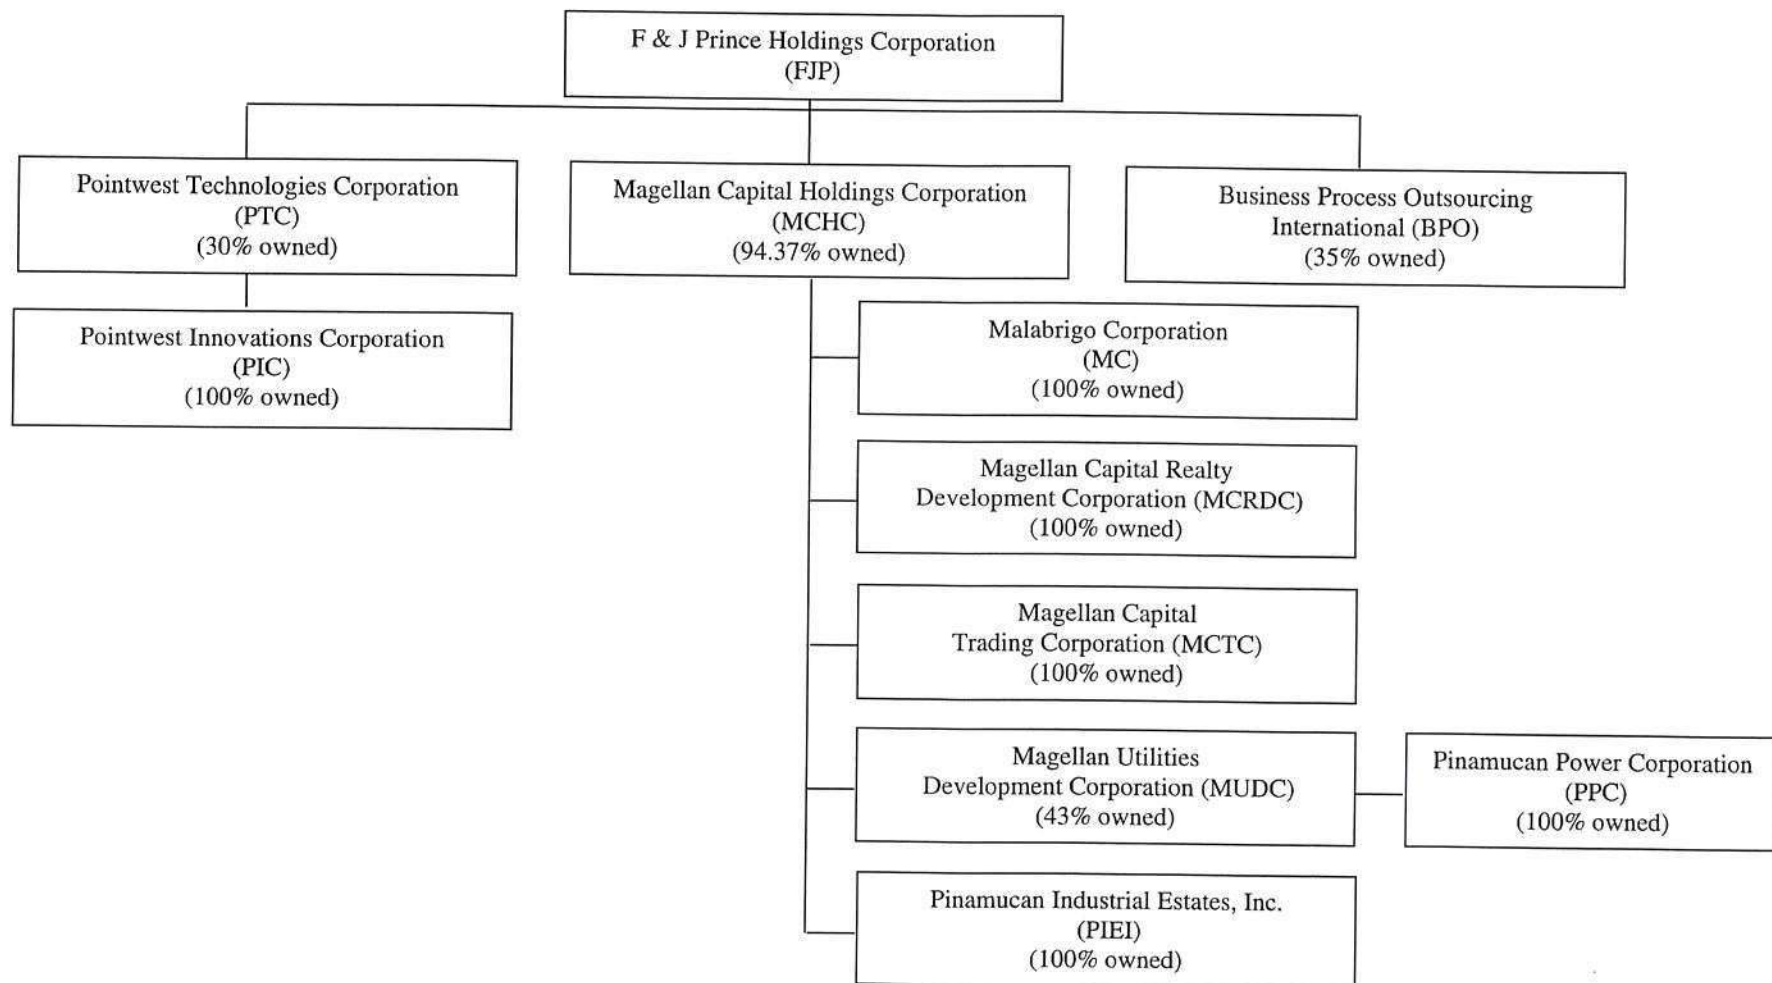 F & J Prince Holdings Corporation
(FJP)
Pointwest Technologies Corporation
(PTC)
(30% owned)
Magellan Capital Holdings Corporation
(MCHC)
(94.37% owned)
Business Process Outsourcing
International (BPO)
(35% owned)
Pointwest Innovations Corporation
(PIC)
(100% owned)
Malabrigo Corporation
(MC)
(100% owned)
Magellan Capital Realty
Development Corporation (MCRDC)
(100% owned)
Magellan Capital
Trading Corporation (MCTC)
(100% owned)
Magellan Utilities
Development Corporation (MUDC)
(43% owned)
Pinamucan Power Corporation
(PPC)
(100% owned)
Pinamucan Industrial Estates, Inc.
(PIEI)
(100% owned)